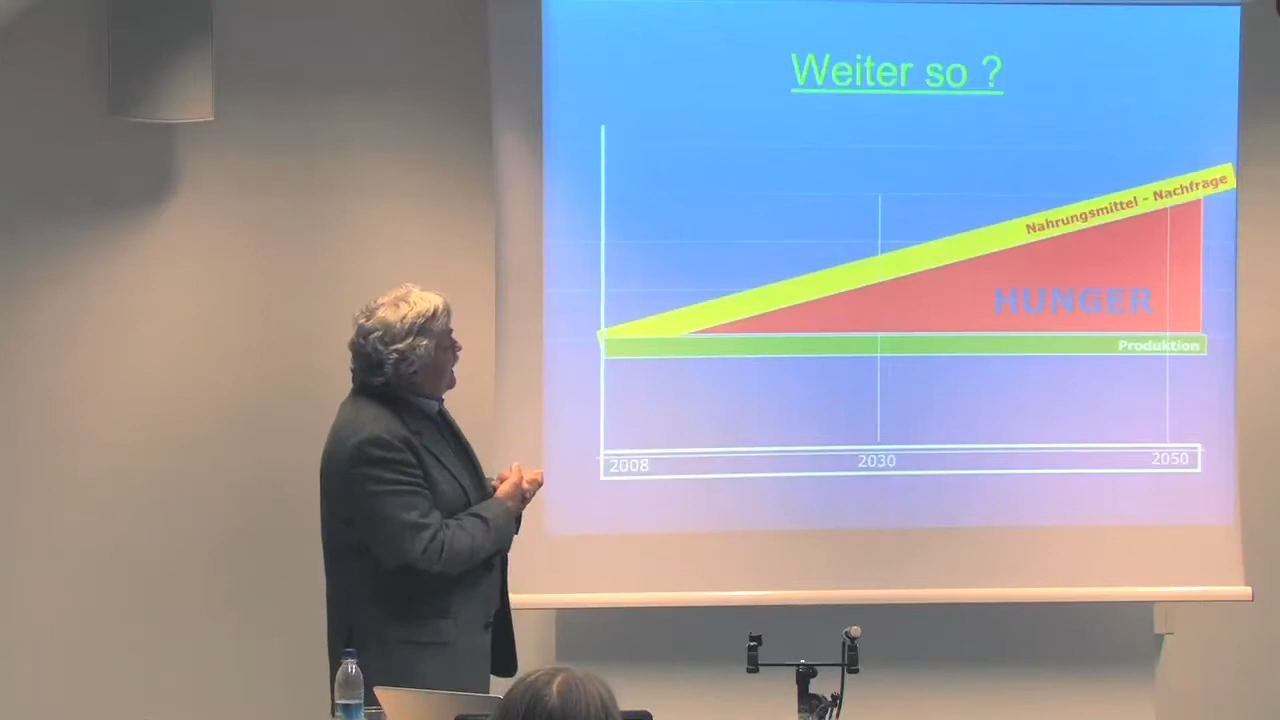 Weiter so ?
Nahrungsmittel - Nachfrage
HUNGER
Produktion
2008 2030 2050